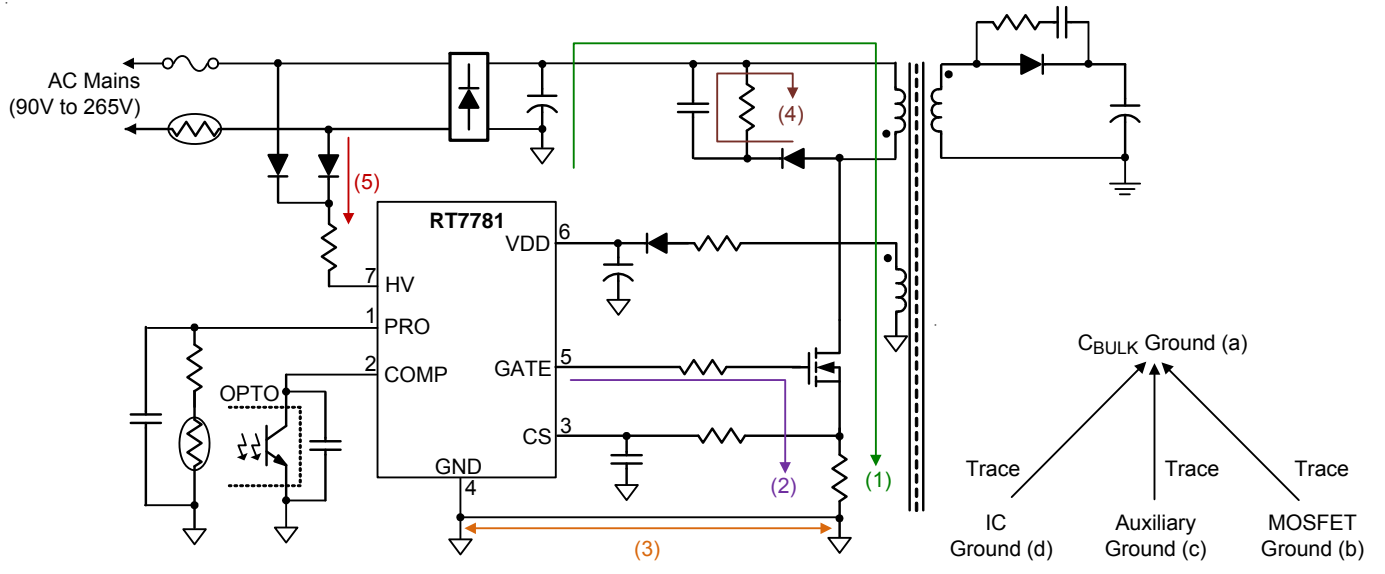 AC Mains
(90V to 265V)
(4)
(5)
RT7781
VDD
6
7
HV
1
PRO
2
COMP
GATE
5
OPTO
CS
3
GND
4
(2)
(1)
(3)
CBULK Ground (a)
Trace
Trace
Trace
IC
Ground (d)
Auxiliary
Ground (c)
MOSFET
Ground (b)